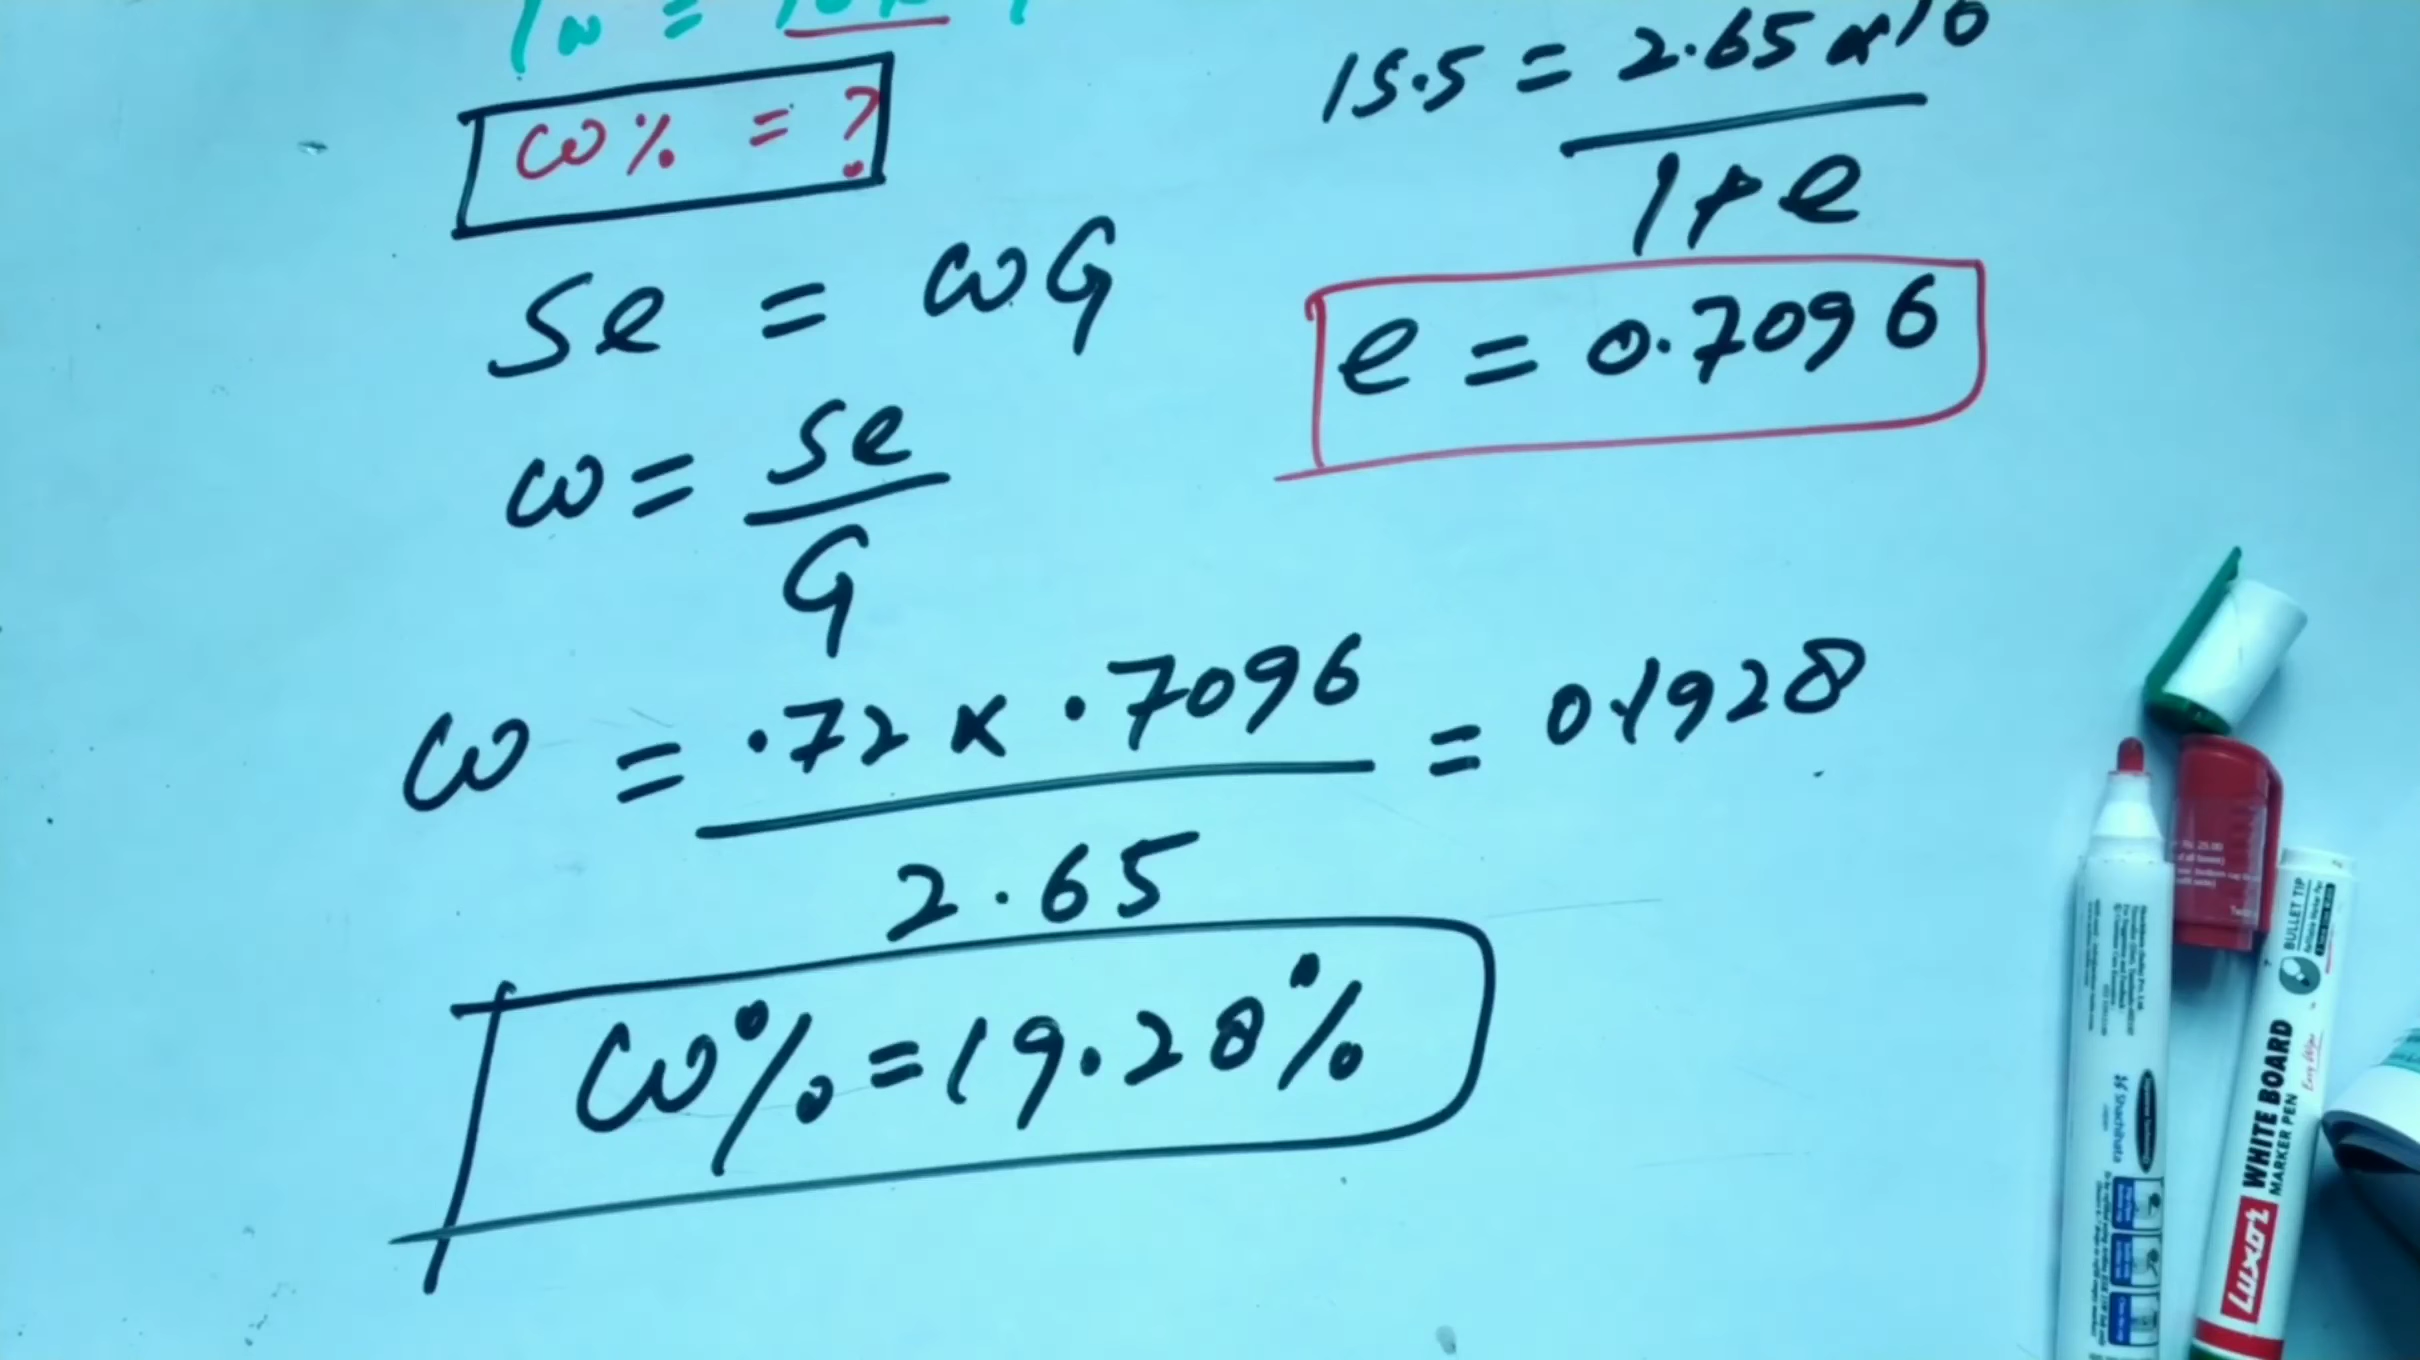 ω% = ?
Se = ωG
ω = Se / G
15.5 = 2.65 x 10 / 1+e
e = 0.7096
ω = .72 x .7096 / 2.65 = 0.1928
ω% = 19.28%
BULLET TIP
WHITE BOARD
MARKER PEN
Luxor
Shachihata